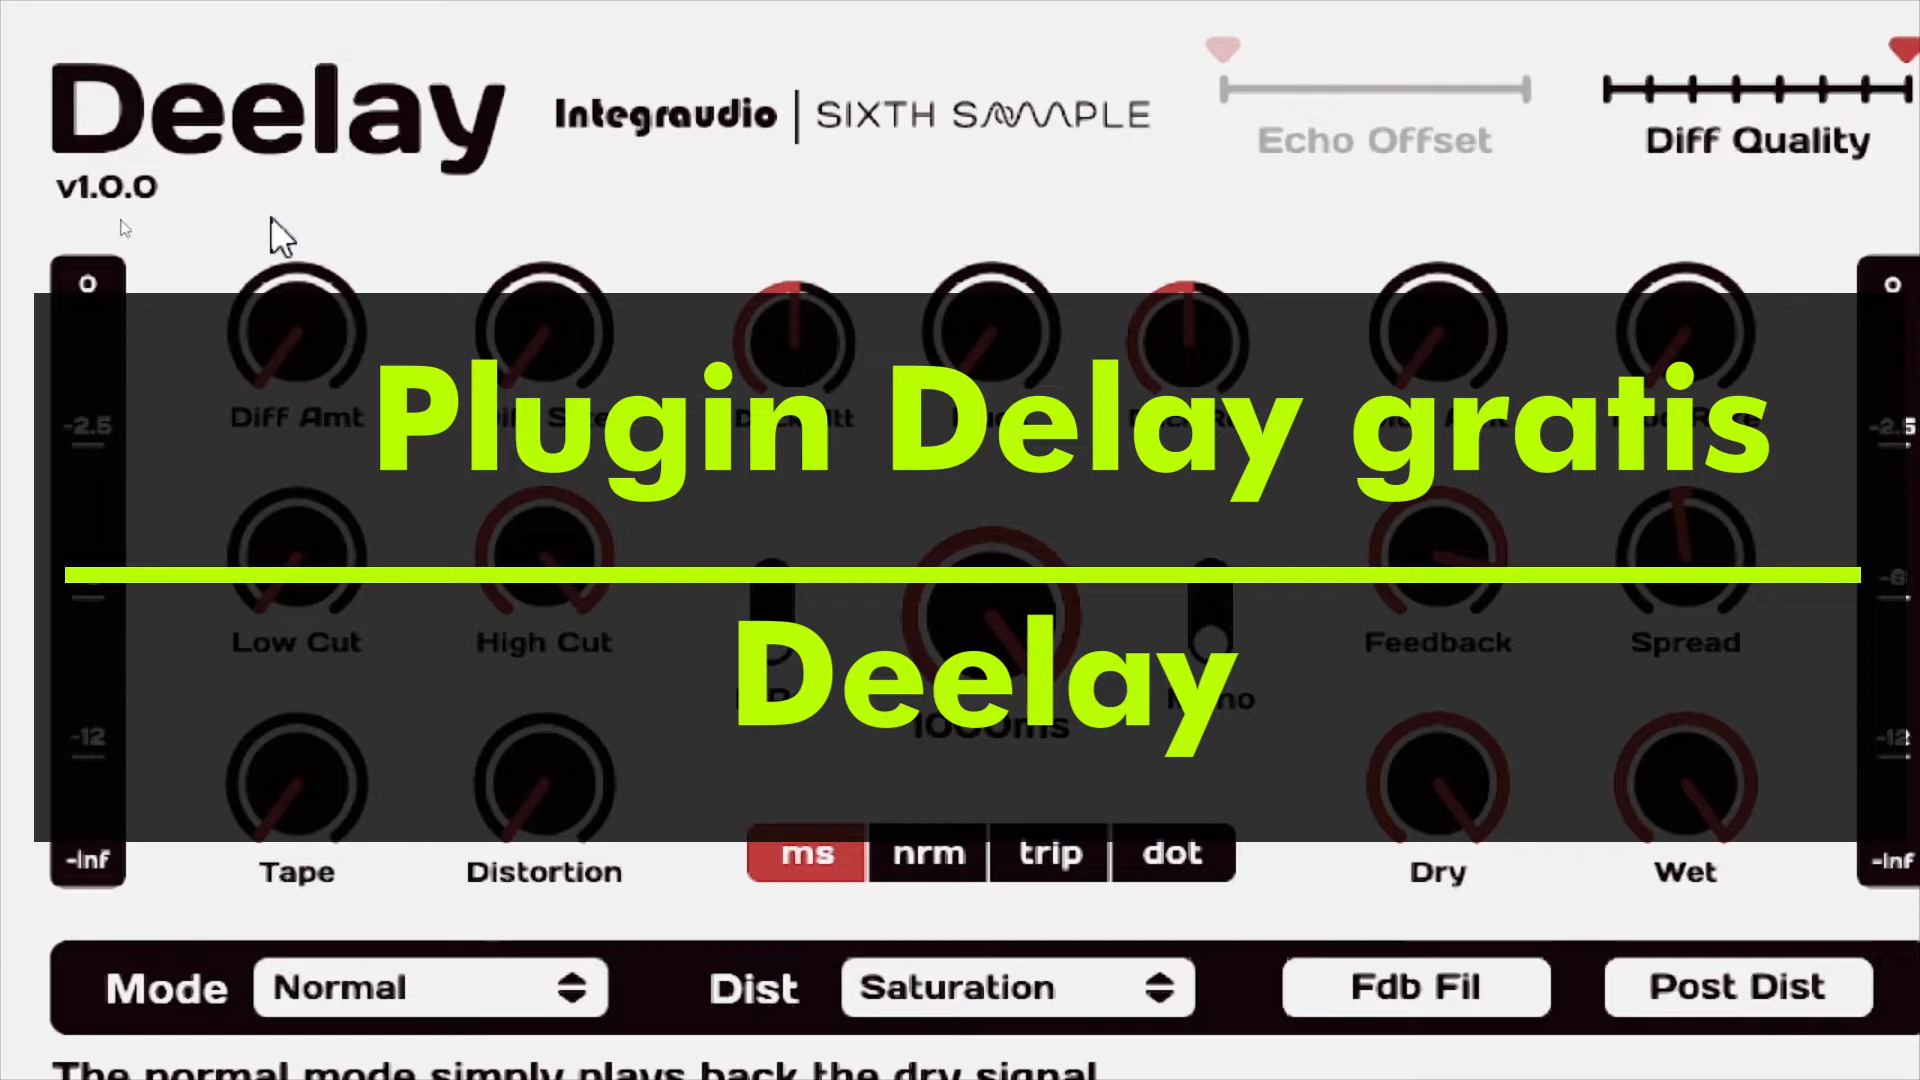 Deelay
v1.0.0
Integraudio | SIXTH SAMPLE
Echo Offset
Diff Quality
0
0
Diff Amt
-2.5
-2.5
Plugin Delay gratis
Low Cut
High Cut
Feedback
Spread
Deelay
1000ms
-12
-12
-Inf
-Inf
Tape
Distortion
ms
nrm
trip
dot
Dry
Wet
Mode
Normal
Dist
Saturation
Fdb Fil
Post Dist
The normal mode simply plays back the dry signal